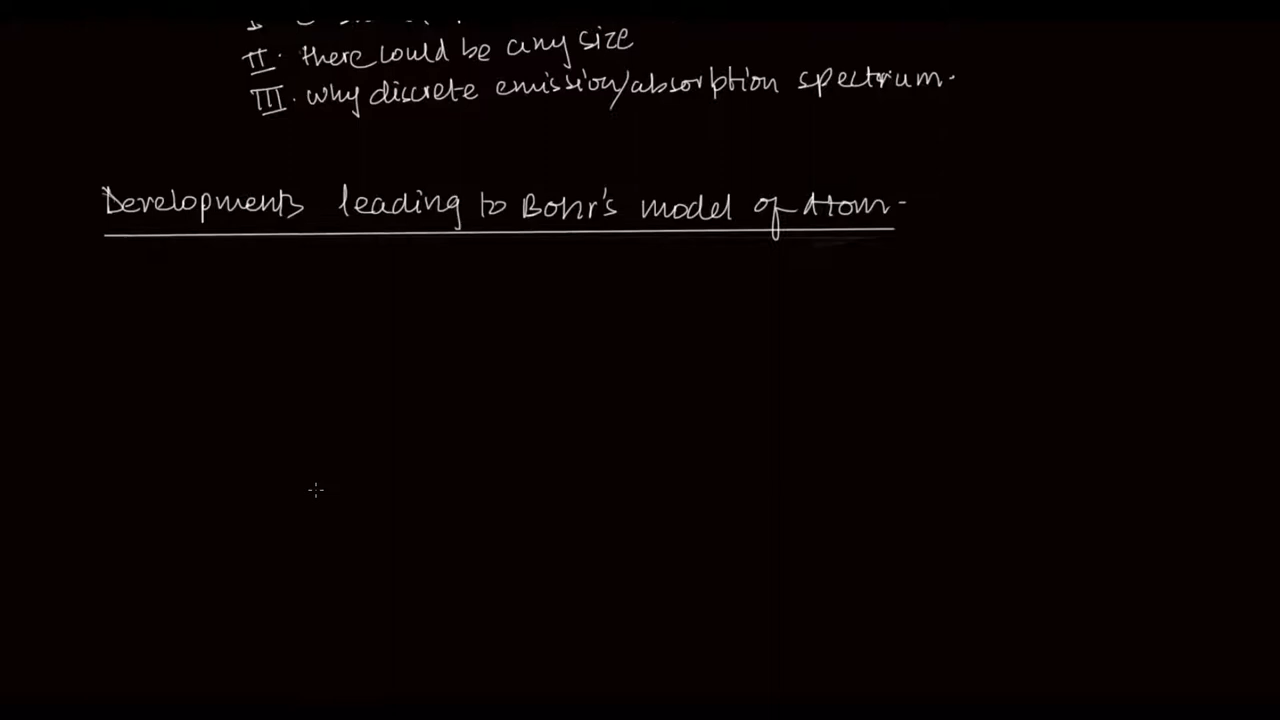 I.
II. there could be any size
III. why discrete emission/absorption spectrum.
Developments leading to Bohr's model of Atom.